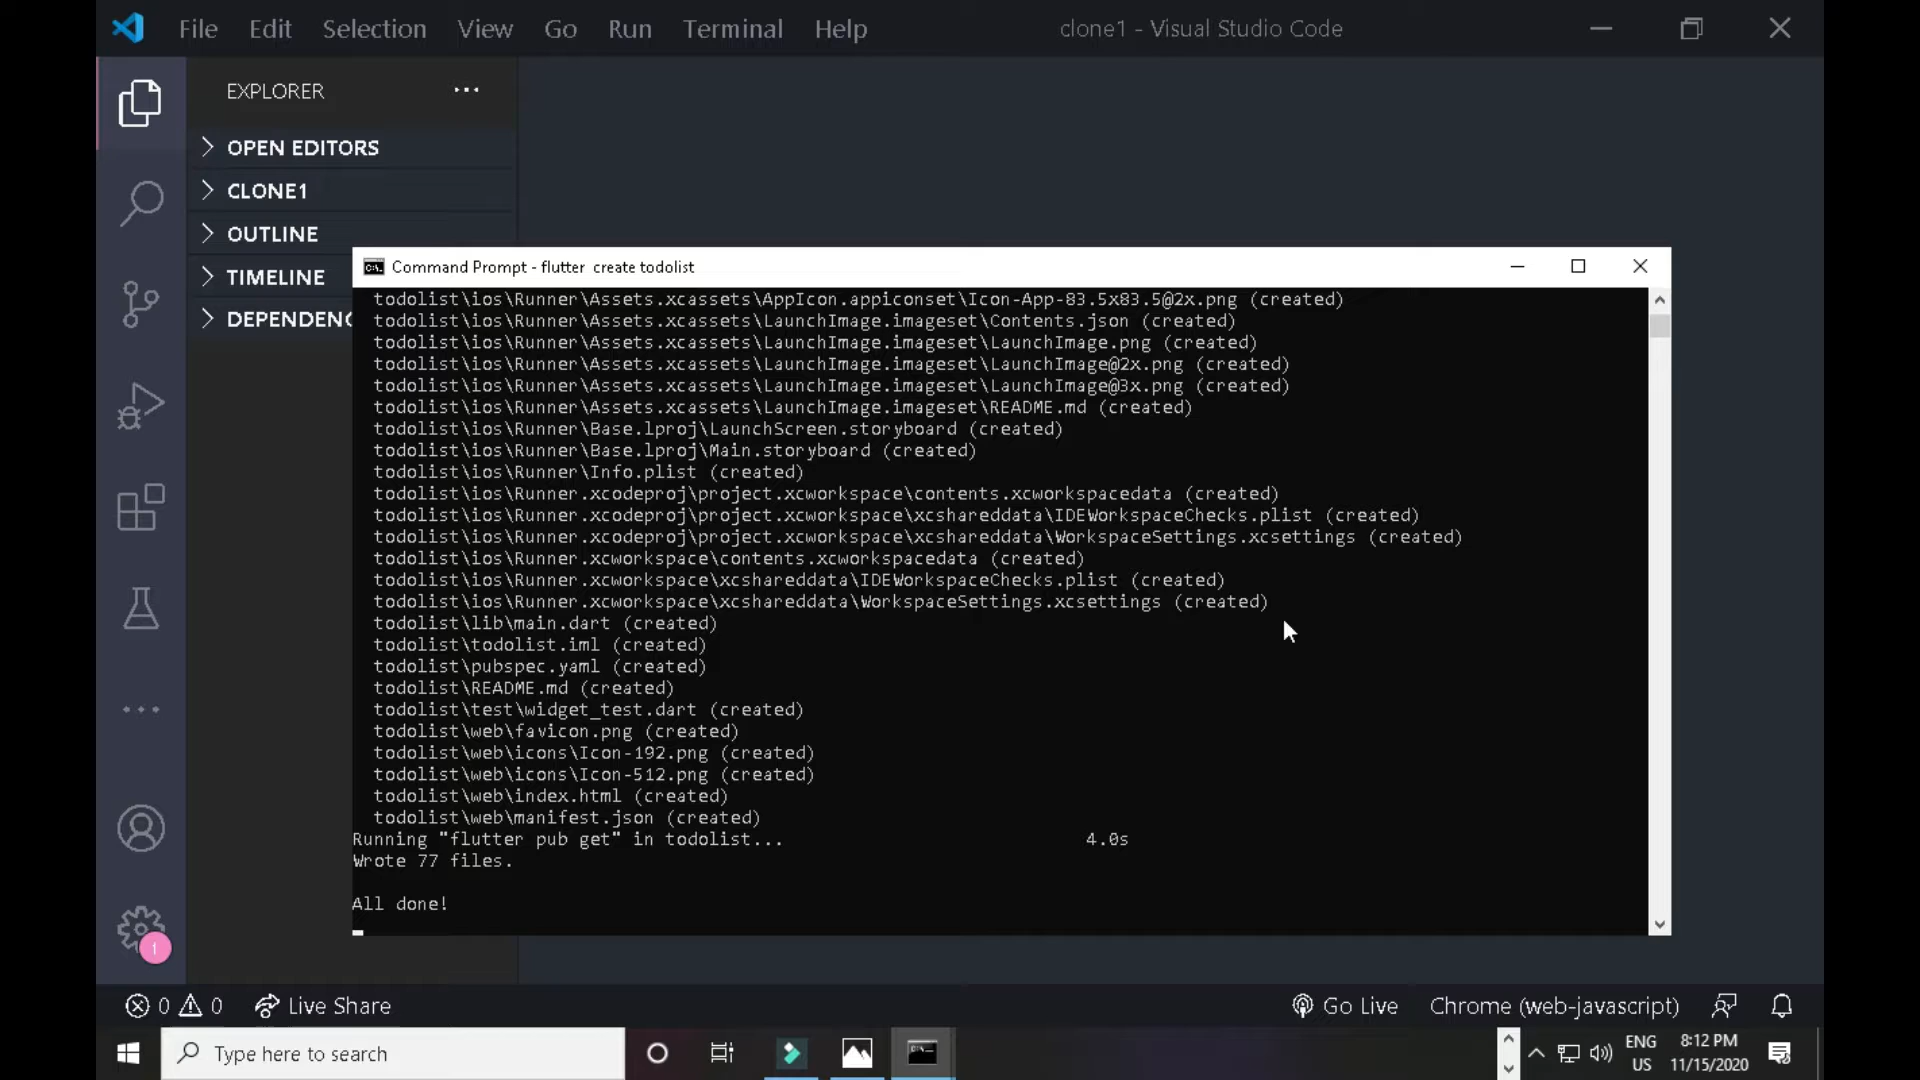 File Edit Selection View Go Run Terminal Help clone1 - Visual Studio Code
EXPLORER
OPEN EDITORS
CLONE1
OUTLINE
TIMELINE
DEPENDENC
Command Prompt - flutter  create todolist
todolist\ios\Runner\Assets.xcassets\AppIcon.appiconset\Icon-App-83.5x83.5@2x.png (created)
todolist\ios\Runner\Assets.xcassets\LaunchImage.imageset\Contents.json (created)
todolist\ios\Runner\Assets.xcassets\LaunchImage.imageset\LaunchImage.png (created)
todolist\ios\Runner\Assets.xcassets\LaunchImage.imageset\LaunchImage@2x.png (created)
todolist\ios\Runner\Assets.xcassets\LaunchImage.imageset\LaunchImage@3x.png (created)
todolist\ios\Runner\Assets.xcassets\LaunchImage.imageset\README.md (created)
todolist\ios\Runner\Base.lproj\LaunchScreen.storyboard (created)
todolist\ios\Runner\Base.lproj\Main.storyboard (created)
todolist\ios\Runner\Info.plist (created)
todolist\ios\Runner.xcodeproj\project.xcworkspace\contents.xcworkspacedata (created)
todolist\ios\Runner.xcodeproj\project.xcworkspace\xcshareddata\IDEWorkspaceChecks.plist (created)
todolist\ios\Runner.xcodeproj\project.xcworkspace\xcshareddata\WorkspaceSettings.xcsettings (created)
todolist\ios\Runner.xcworkspace\contents.xcworkspacedata (created)
todolist\ios\Runner.xcworkspace\xcshareddata\IDEWorkspaceChecks.plist (created)
todolist\ios\Runner.xcworkspace\xcshareddata\WorkspaceSettings.xcsettings (created)
todolist\lib\main.dart (created)
todolist\todolist.iml (created)
todolist\pubspec.yaml (created)
todolist\README.md (created)
todolist\test\widget_test.dart (created)
todolist\web\favicon.png (created)
todolist\web\icons\Icon-192.png (created)
todolist\web\icons\Icon-512.png (created)
todolist\web\index.html (created)
todolist\web\manifest.json (created)
Running "flutter pub get" in todolist... 4.0s
Wrote 77 files.
All done!
1
0 0 Live Share Go Live Chrome (web-javascript)
Type here to search
ENG 8:12 PM
US 11/15/2020